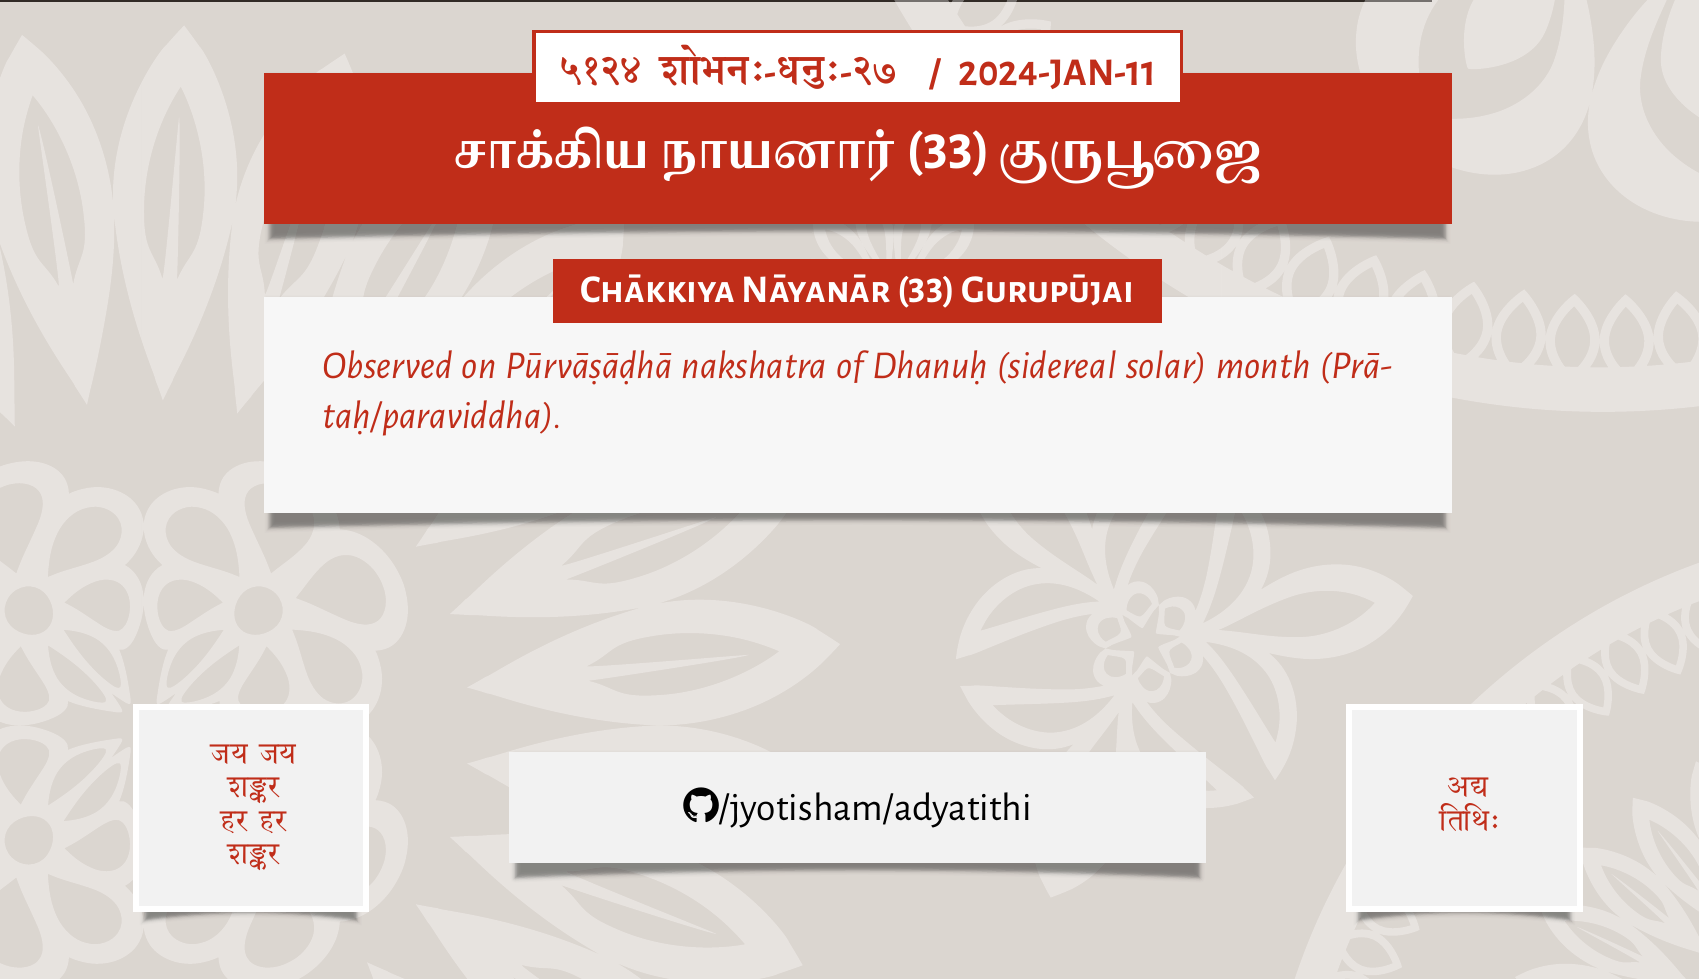 ५१२४ शोभनः-धनुः-२७ / 2024-JAN-11
சாக்கிய நாயனார் (33) குருபூஜை
Chākkiya Nāyanār (33) Gurupūjai
Observed on Pūrvāṣāḍhā nakshatra of Dhanuḥ (sidereal solar) month (Prā-
taḥ/paraviddha).
जय जय
शङ्कर
हर हर
शङ्कर
/jyotisham/adyatithi
अद्य
तिथिः